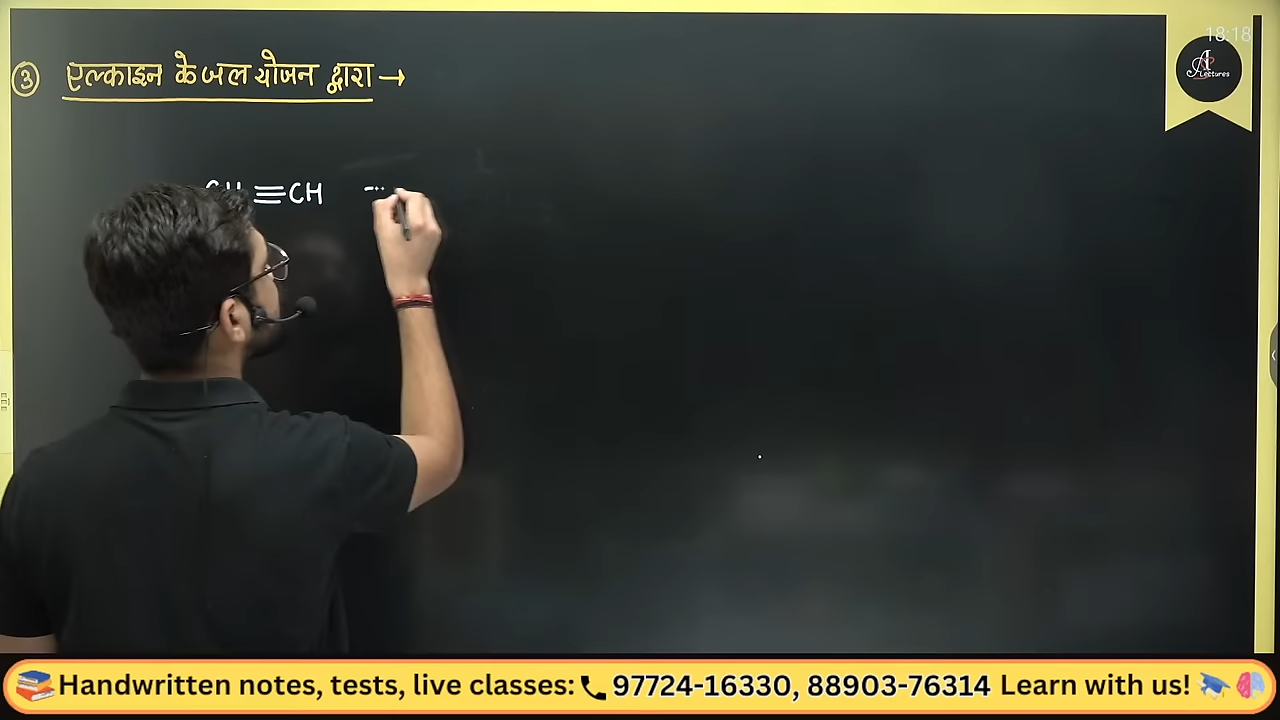 ③ एल्काइन के जल योजन द्वारा →
18:18
A Lectures
≡CH
Handwritten notes, tests, live classes: 97724-16330, 88903-76314 Learn with us!